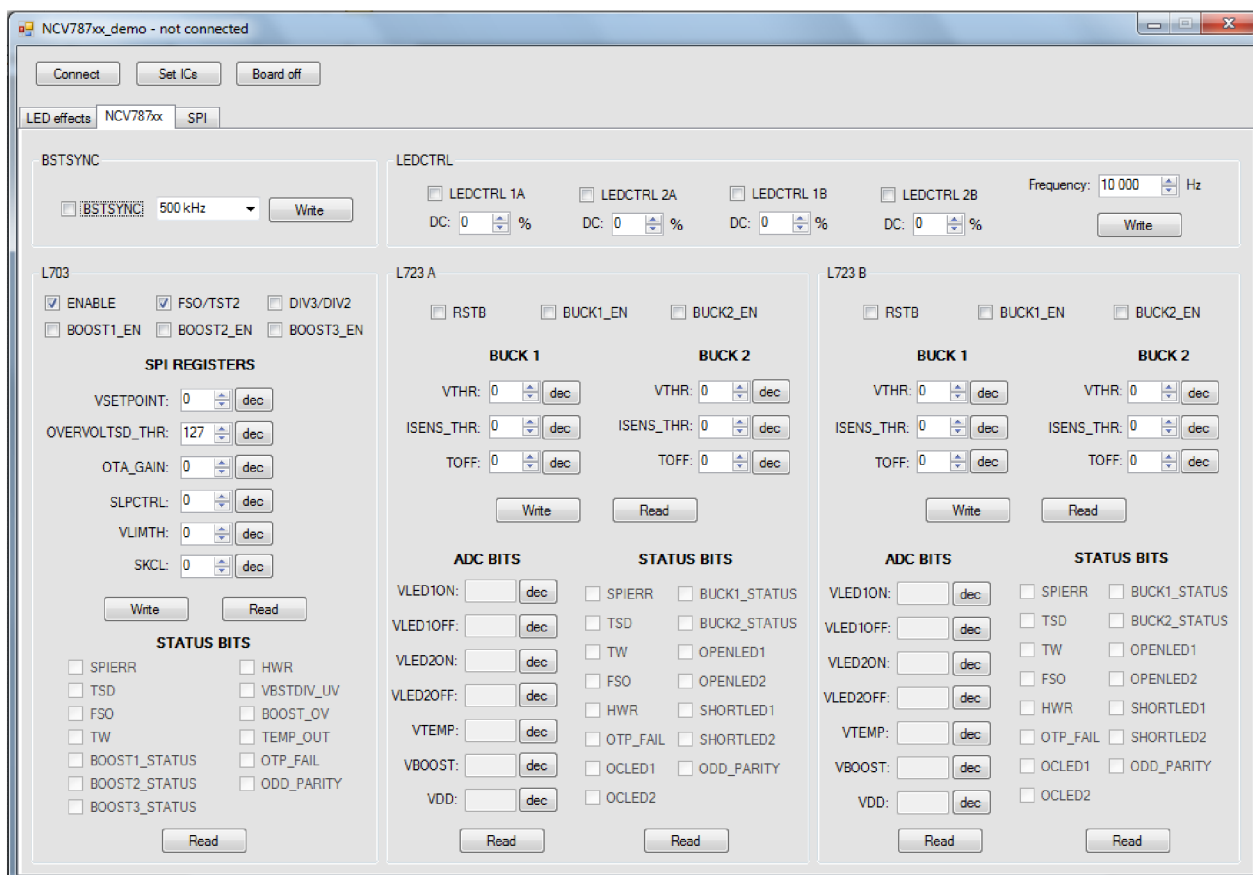 NCV787xx_demo - not connected
Connect Set ICs Board off
LED effects NCV787xx SPI
BSTSYNC
BSTSYNC 500 kHz Write
LEDCTRL
LEDCTRL 1A LEDCTRL 2A LEDCTRL 1B LEDCTRL 2B Frequency: 10 000 Hz
DC: 0 % DC: 0 % DC: 0 % DC: 0 % Write
L703
ENABLE FSO/TST2 DIV3/DIV2
BOOST1_EN BOOST2_EN BOOST3_EN
SPI REGISTERS
VSETPOINT: 0 dec
OVERVOLTSD_THR: 127 dec
OTA_GAIN: 0 dec
SLPCTRL: 0 dec
VLIMTH: 0 dec
SKCL: 0 dec
Write Read
STATUS BITS
SPIERR HWR
TSD VBSTDIV_UV
FSO BOOST_OV
TW TEMP_OUT
BOOST1_STATUS OTP_FAIL
BOOST2_STATUS ODD_PARITY
BOOST3_STATUS
Read
L723 A
RSTB BUCK1_EN BUCK2_EN
BUCK 1 BUCK 2
VTHR: 0 dec VTHR: 0 dec
ISENS_THR: 0 dec ISENS_THR: 0 dec
TOFF: 0 dec TOFF: 0 dec
Write Read
ADC BITS STATUS BITS
VLED1ON: dec SPIERR BUCK1_STATUS
VLED1OFF: dec TSD BUCK2_STATUS
VLED2ON: dec TW OPENLED1
VLED2OFF: dec FSO OPENLED2
VTEMP: dec HWR SHORTLED1
VBOOST: dec OTP_FAIL SHORTLED2
VDD: dec OCLED1 ODD_PARITY
OCLED2
Read Read
L723 B
RSTB BUCK1_EN BUCK2_EN
BUCK 1 BUCK 2
VTHR: 0 dec VTHR: 0 dec
ISENS_THR: 0 dec ISENS_THR: 0 dec
TOFF: 0 dec TOFF: 0 dec
Write Read
ADC BITS STATUS BITS
VLED1ON: dec SPIERR BUCK1_STATUS
VLED1OFF: dec TSD BUCK2_STATUS
VLED2ON: dec TW OPENLED1
VLED2OFF: dec FSO OPENLED2
VTEMP: dec HWR SHORTLED1
VBOOST: dec OTP_FAIL SHORTLED2
VDD: dec OCLED1 ODD_PARITY
OCLED2
Read Read